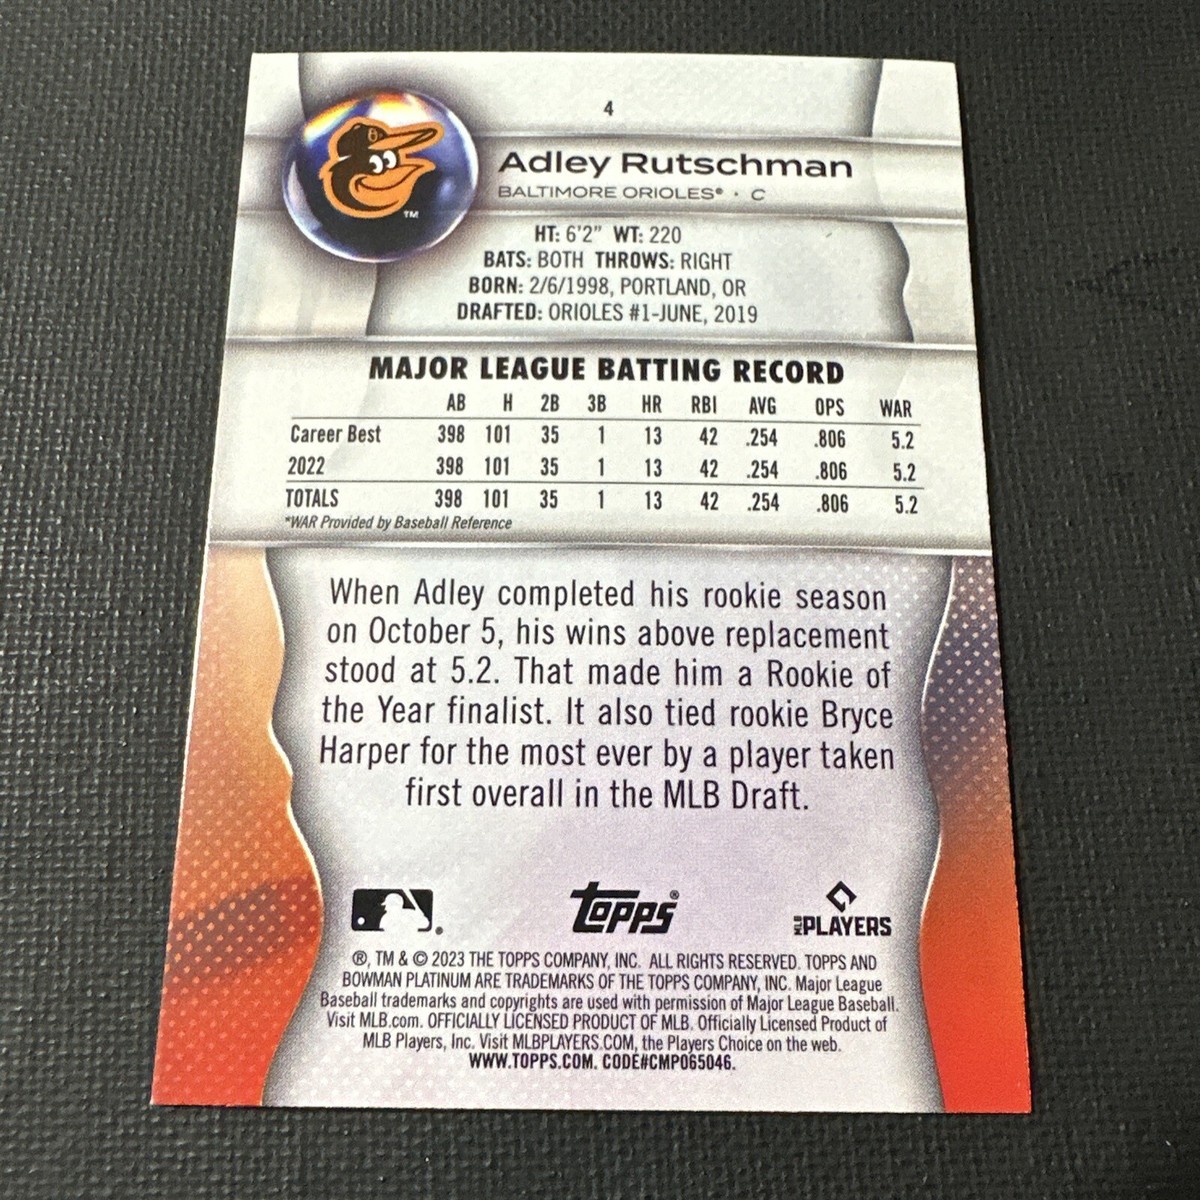 4
B
TM
Adley Rutschman
BALTIMORE ORIOLES® · C
HT: 6'2" WT: 220
BATS: BOTH THROWS: RIGHT
BORN: 2/6/1998, PORTLAND, OR
DRAFTED: ORIOLES #1-JUNE, 2019
MAJOR LEAGUE BATTING RECORD
AB H 2B 3B HR RBI AVG OPS WAR
Career Best 398 101 35 1 13 42 .254 .806 5.2
2022 398 101 35 1 13 42 .254 .806 5.2
TOTALS 398 101 35 1 13 42 .254 .806 5.2
*WAR Provided by Baseball Reference
When Adley completed his rookie season
on October 5, his wins above replacement
stood at 5.2. That made him a Rookie of
the Year finalist. It also tied rookie Bryce
Harper for the most ever by a player taken
first overall in the MLB Draft.
Topps®
MLB PLAYERS
®, TM & © 2023 THE TOPPS COMPANY, INC. ALL RIGHTS RESERVED. TOPPS AND
BOWMAN PLATINUM ARE TRADEMARKS OF THE TOPPS COMPANY, INC. Major League
Baseball trademarks and copyrights are used with permission of Major League Baseball.
Visit MLB.com. OFFICIALLY LICENSED PRODUCT OF MLB. Officially Licensed Product of
MLB Players, Inc. Visit MLBPLAYERS.COM, the Players Choice on the web.
WWW.TOPPS.COM. CODE#CMP065046.